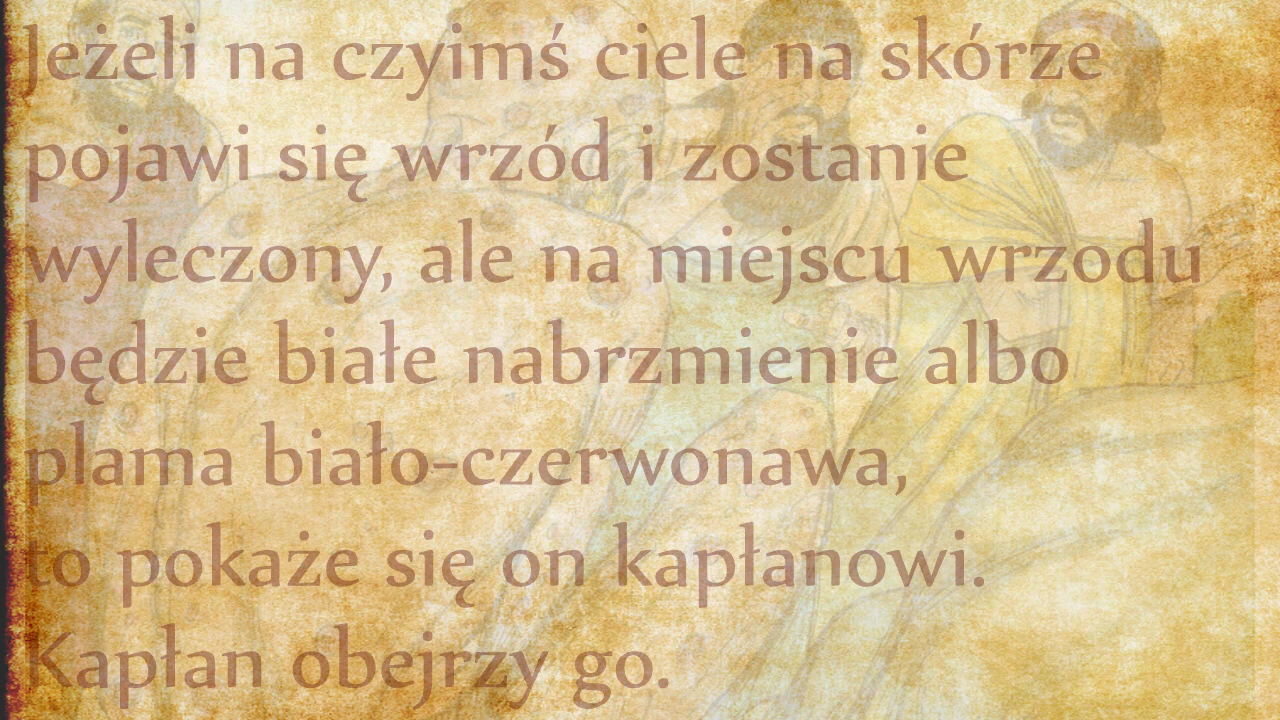 Jeżeli na czyimś ciele na skórze
pojawi się wrzód i zostanie
wyleczony, ale na miejscu wrzodu
będzie białe nabrzmienie albo
plama biało-czerwonawa,
to pokaże się on kapłanowi.
Kapłan obejrzy go.